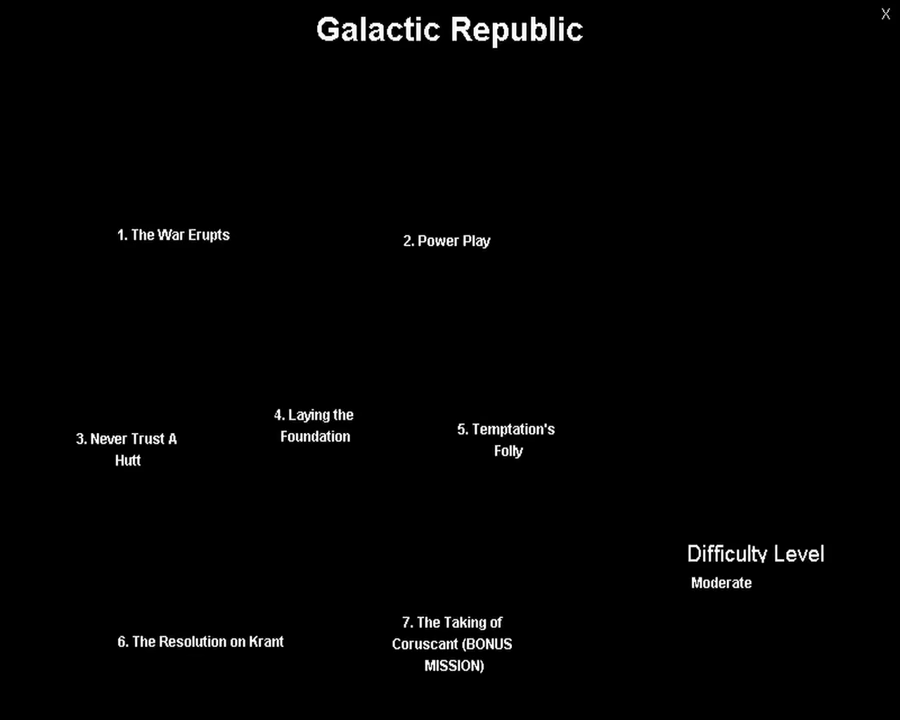 X
Galactic Republic
1. The War Erupts
2. Power Play
3. Never Trust A
Hutt
4. Laying the
Foundation
5. Temptation's
Folly
Difficulty Level
Moderate
6. The Resolution on Krant
7. The Taking of
Coruscant (BONUS
MISSION)